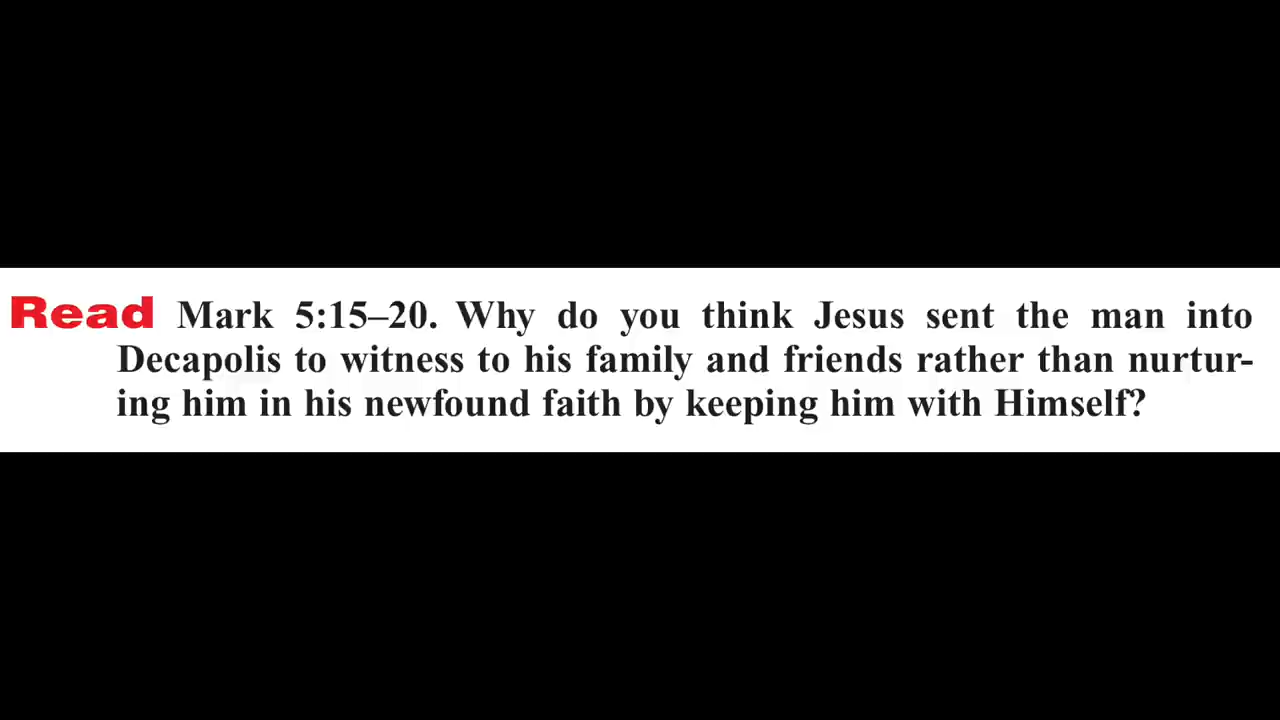 Read Mark 5:15–20. Why do you think Jesus sent the man into
Decapolis to witness to his family and friends rather than nurtur-
ing him in his newfound faith by keeping him with Himself?